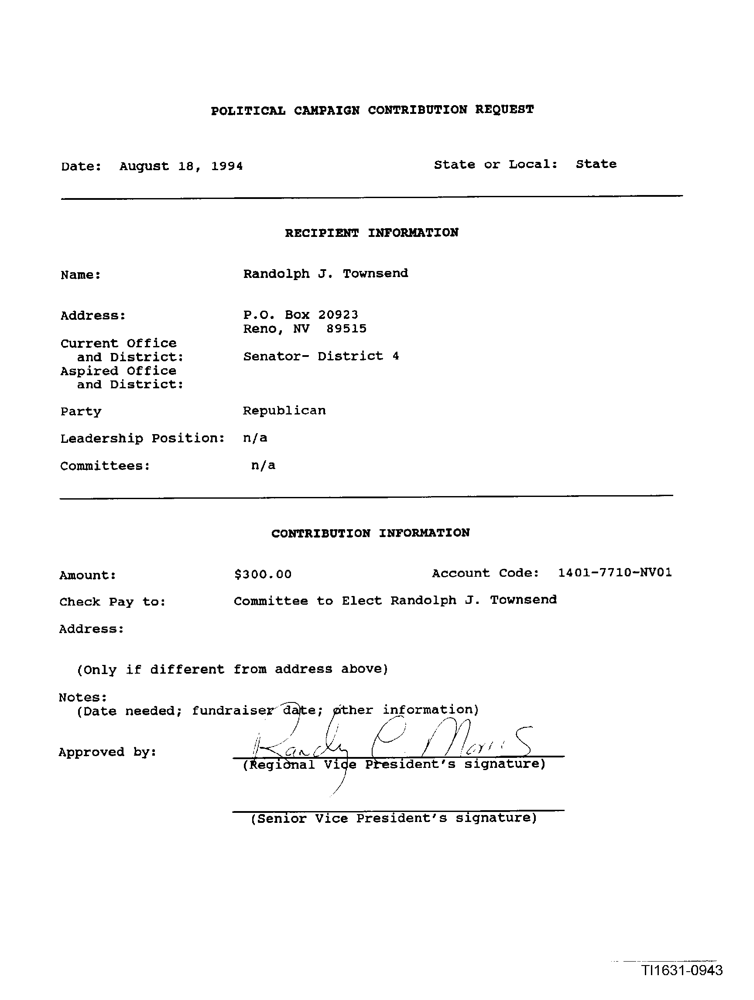 POLITICAL CAMPAIGN CONTRIBUTION REQUEST
Date: August 18, 1994 State or Local: State
RECIPIENT INFORMATION
Name: Randolph J. Townsend
Address: P.O. Box 20923
Reno, NV 89515
Current Office
and District: Senator- District 4
Aspired Office
and District:
Party Republican
Leadership Position: n/a
Committees: n/a
CONTRIBUTION INFORMATION
Amount: $300.00 Account Code: 1401-7710-NV01
Check Pay to: Committee to Elect Randolph J. Townsend
Address:
(Only if different from address above)
Notes:
(Date needed; fundraiser date; other information)
Approved by: Randy C. Morris
(Regional Vice President's signature)
(Senior Vice President's signature)
TI1631-0943